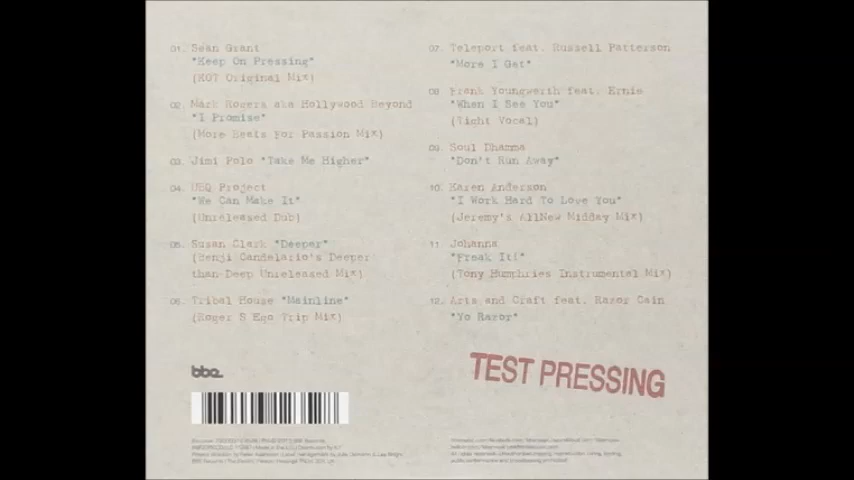 01. Sean Grant
"Keep On Pressing"
(KOT Original Mix)
02. Mark Rogers aka Hollywood Beyond
"I Promise"
(More Beats For Passion Mix)
03. Jimi Polo "Take Me Higher"
04. UBQ Project
"We Can Make It"
(Unreleased Dub)
05. Susan Clark "Deeper"
(Benji Candelario's Deeper
than Deep Unreleased Mix)
06. Tribal House "Mainline"
(Roger S Ego Trip Mix)
07. Teleport feat. Russell Patterson
"More I Get"
08. Frank Youngwerth feat. Ernie
"When I See You"
(Tight Vocal)
09. Soul Dhamma
"Don't Run Away"
10. Karen Anderson
"I Work Hard To Love You"
(Jeremy's AllNew Midday Mix)
11. Johanna
"Freak It!"
(Tony Humphries Instrumental Mix)
12. Arts and Craft feat. Razor Cain
"Yo Razor"
bbe
TEST PRESSING